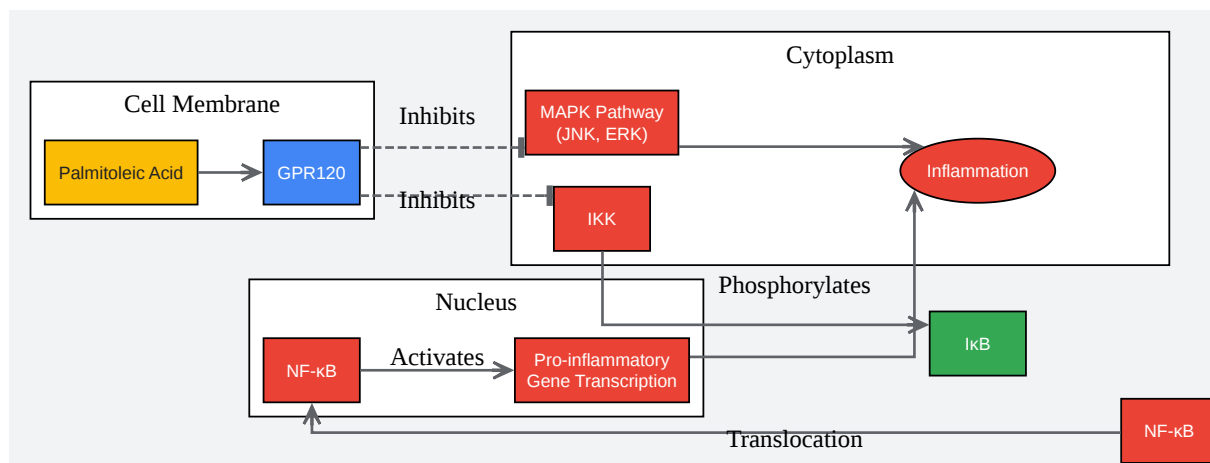 Cytoplasm
Cell Membrane
Inhibits
MAPK Pathway
(JNK, ERK)
Palmitoleic Acid
GPR120
Inflammation
Inhibits
IKK
Phosphorylates
Nucleus
IκB
NF-κB
Activates
Pro-inflammatory
Gene Transcription
Translocation
NF-κB